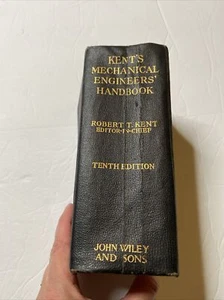 KENT'S
MECHANICAL
ENGINEERS'
HANDBOOK
ROBERT T. KENT
EDITOR-IN-CHIEF
TENTH EDITION
JOHN WILEY
AND SONS